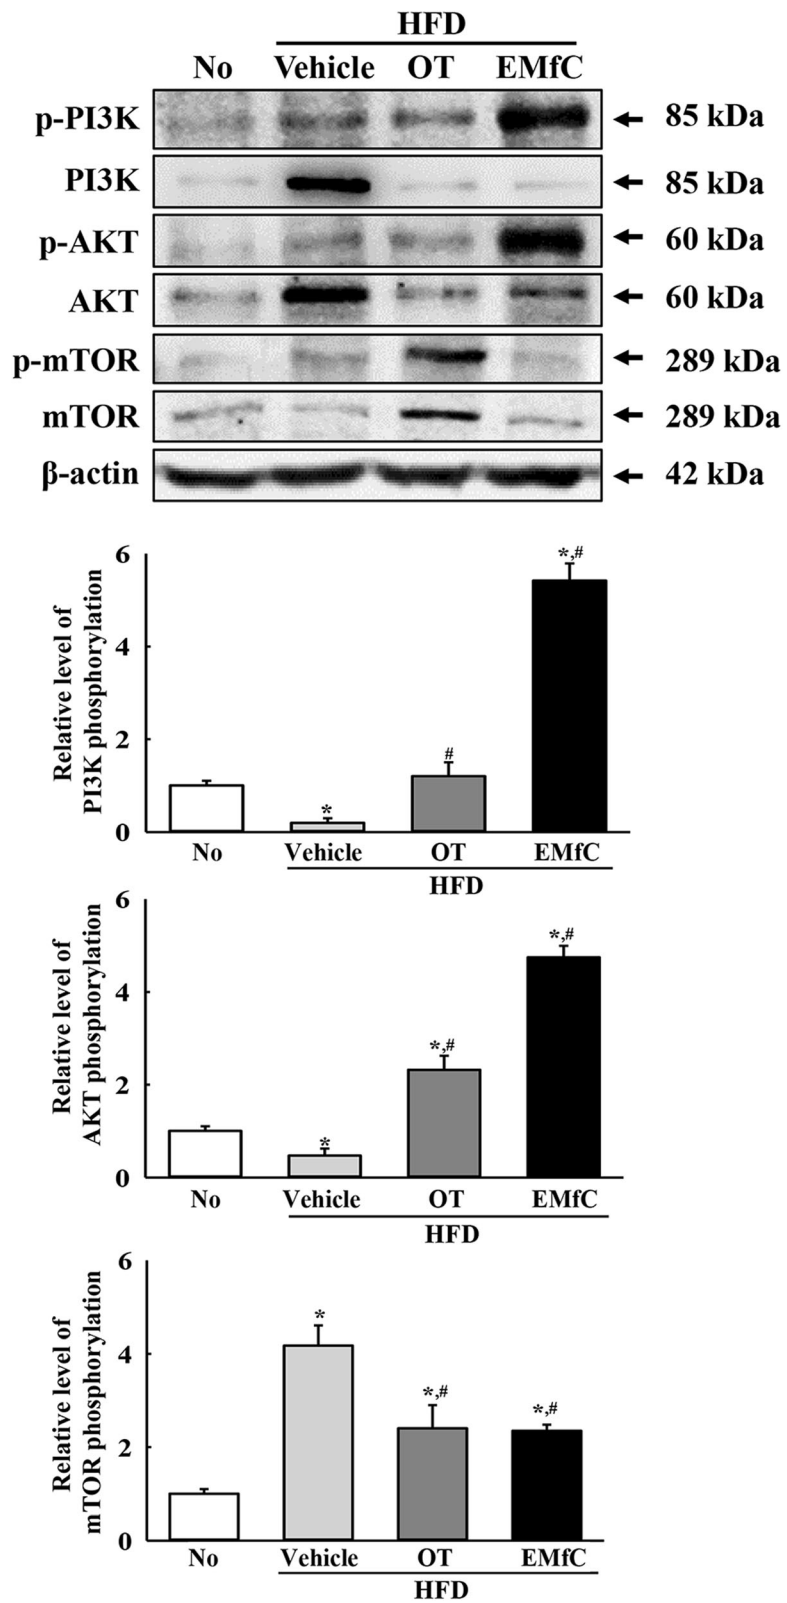 HFD
No Vehicle OT EMfC
p-PI3K 85 kDa
PI3K 85 kDa
p-AKT 60 kDa
AKT 60 kDa
p-mTOR 289 kDa
mTOR 289 kDa
β-actin 42 kDa
Relative level of
PI3K phosphorylation
6
4
2
0
*
#
*,#
No Vehicle OT EMfC
HFD
Relative level of
AKT phosphorylation
6
4
2
0
*
*,#
*,#
No Vehicle OT EMfC
HFD
Relative level of
mTOR phosphorylation
6
4
2
0
*
*,#
*,#
No Vehicle OT EMfC
HFD